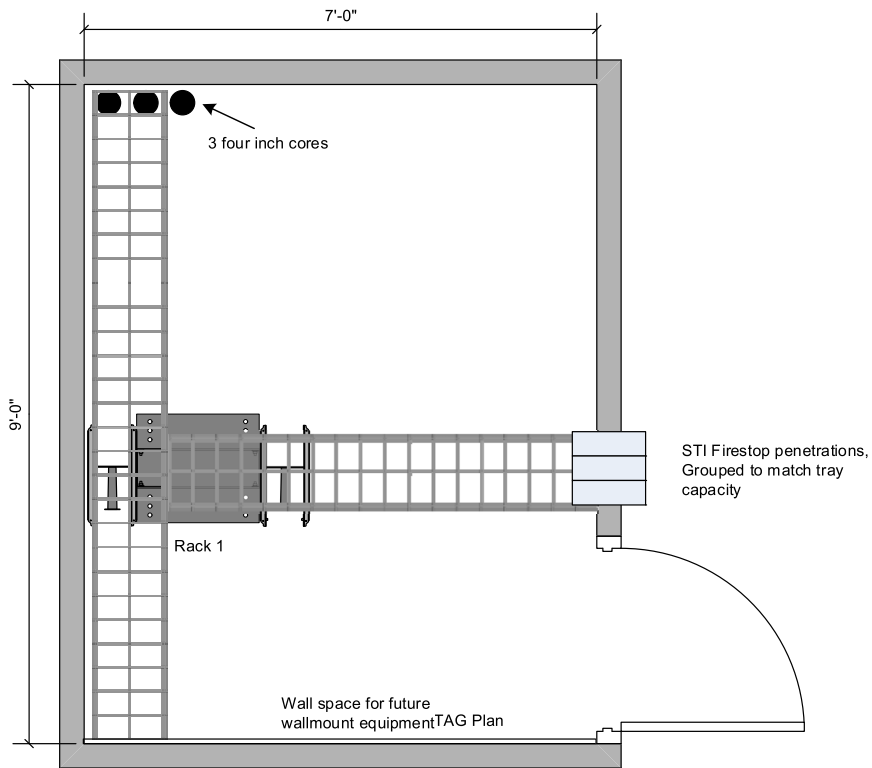 7'-0"
3 four inch cores
9'-0"
STI Firestop penetrations,
Grouped to match tray
capacity
Rack 1
Wall space for future
wallmount equipmentTAG Plan